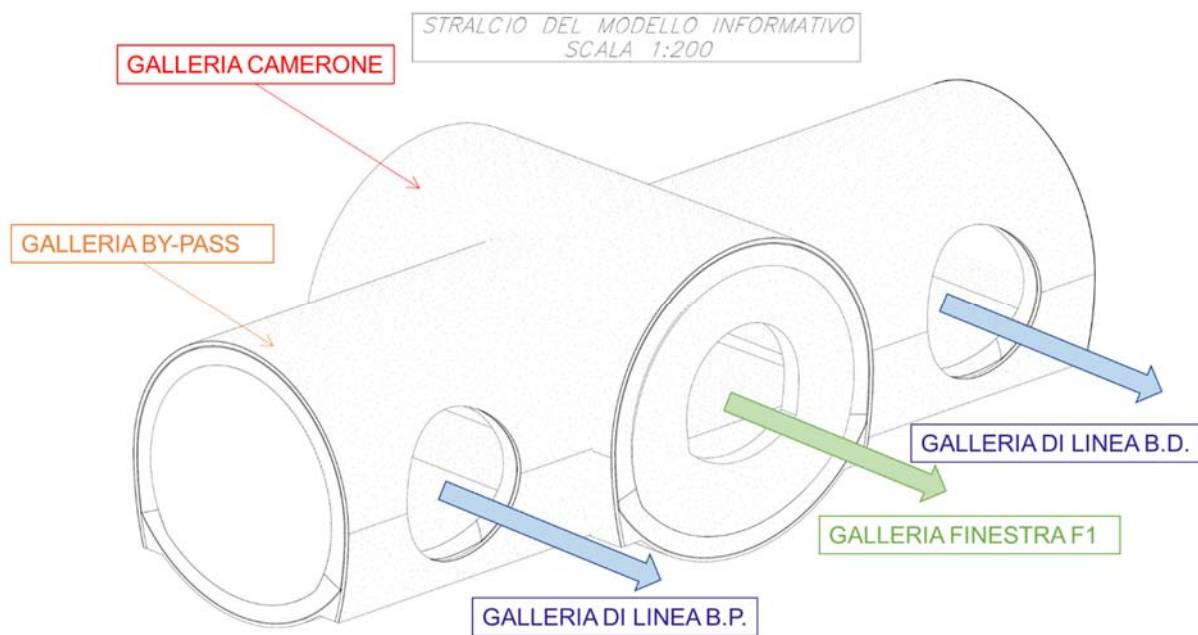 STRALCIO DEL MODELLO INFORMATIVO
SCALA 1:200
GALLERIA CAMERONE
GALLERIA BY-PASS
GALLERIA DI LINEA B.D.
GALLERIA FINESTRA F1
GALLERIA DI LINEA B.P.